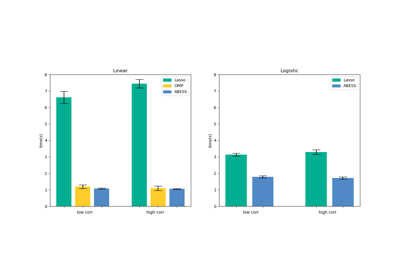 Linear
Lasso
OMP
ABESS
time(s)
8
7
6
5
4
3
2
1
0
low corr
high corr
Logistic
Lasso
ABESS
time(s)
8
7
6
5
4
3
2
1
0
low corr
high corr